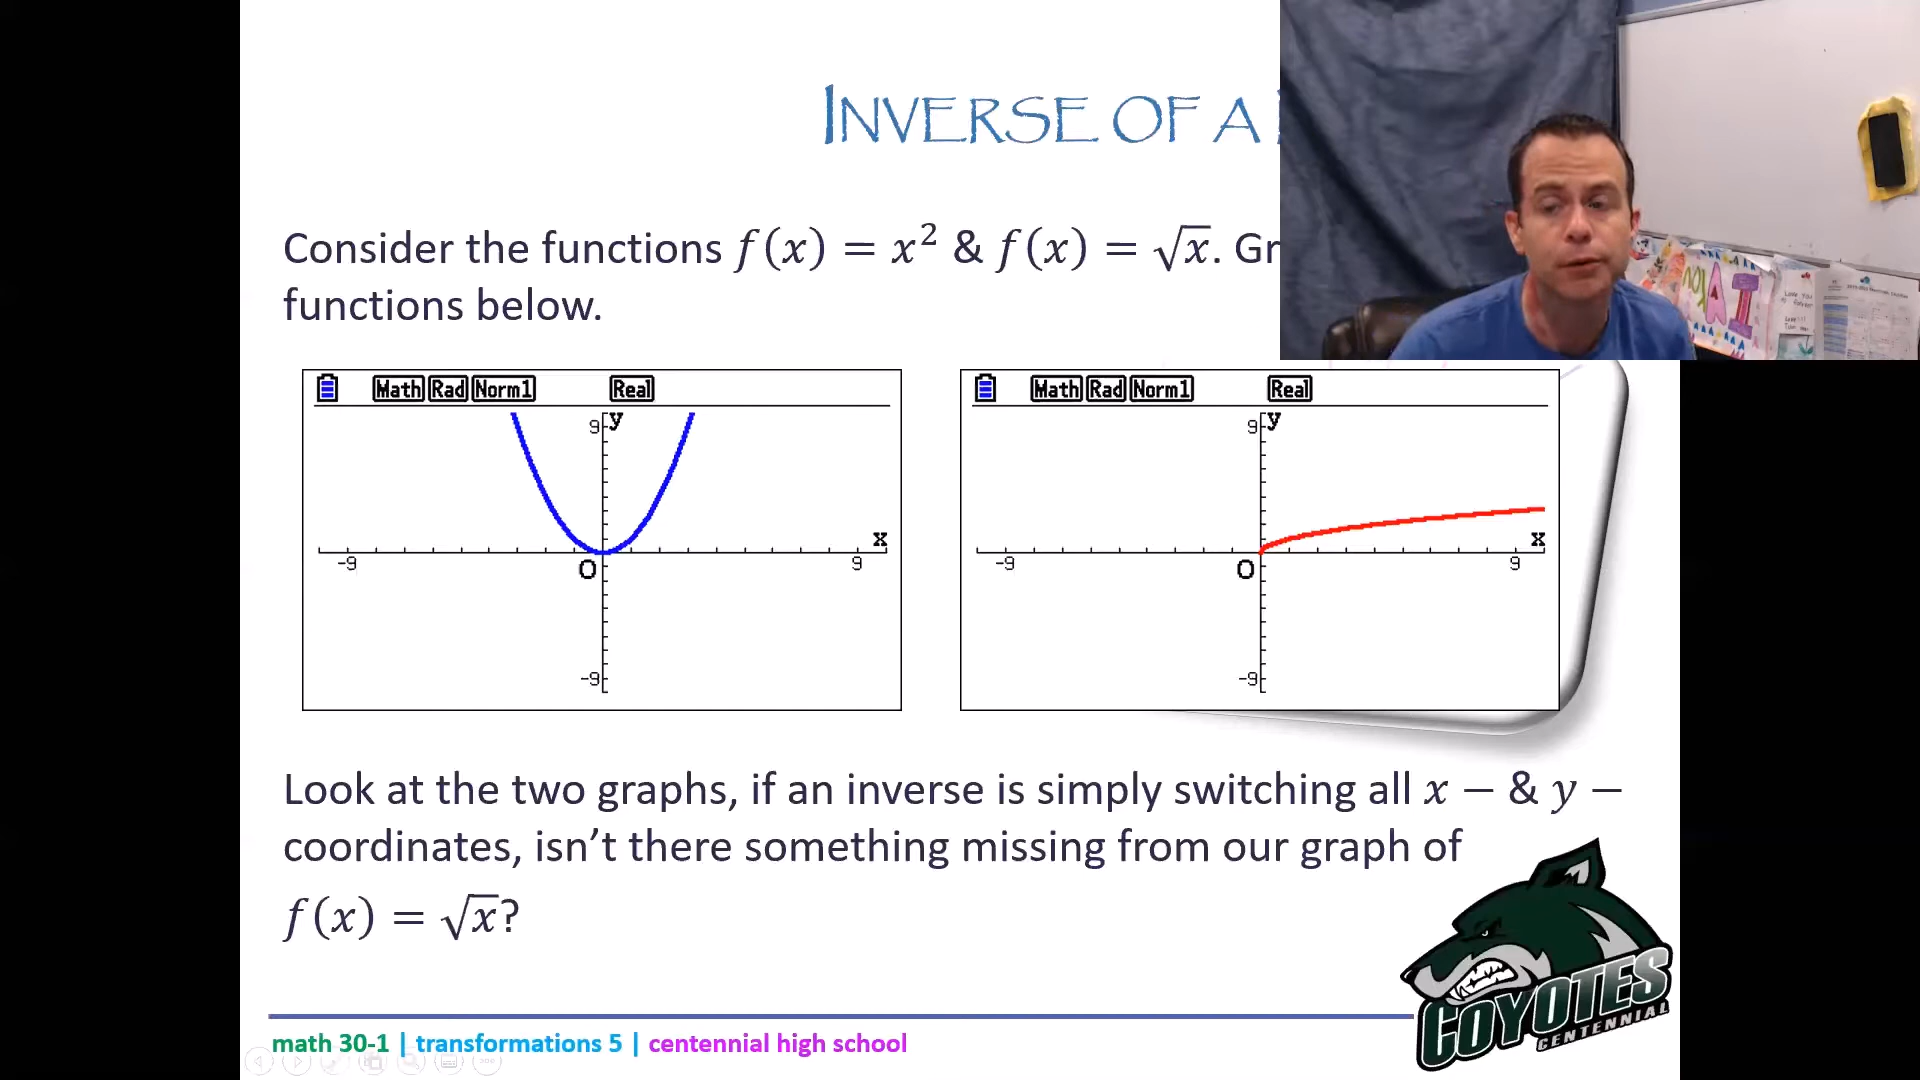 INVERSE OF A
Consider the functions f(x) = x² & f(x) = √x. Gr
functions below.
Math Rad Norm1 Real
9 y
x
-9 O 9
-9
Math Rad Norm1 Real
9 y
x
-9 O 9
-9
Look at the two graphs, if an inverse is simply switching all x − & y −
coordinates, isn’t there something missing from our graph of
f(x) = √x?
COYOTES
CENTENNIAL
math 30-1 | transformations 5 | centennial high school